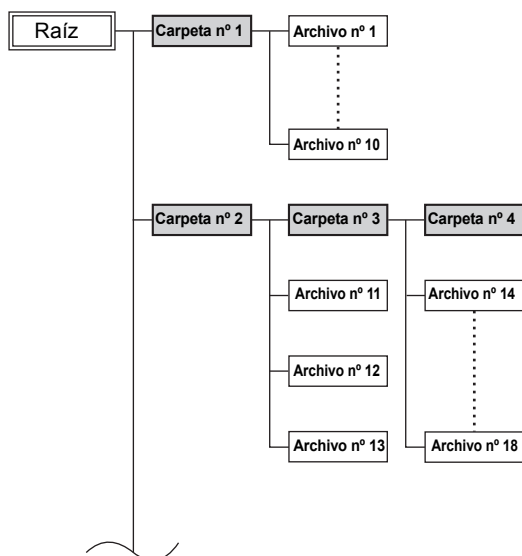 Raíz
Carpeta nº 1
Archivo nº 1
Archivo nº 10
Carpeta nº 2
Carpeta nº 3
Carpeta nº 4
Archivo nº 11
Archivo nº 14
Archivo nº 12
Archivo nº 13
Archivo nº 18